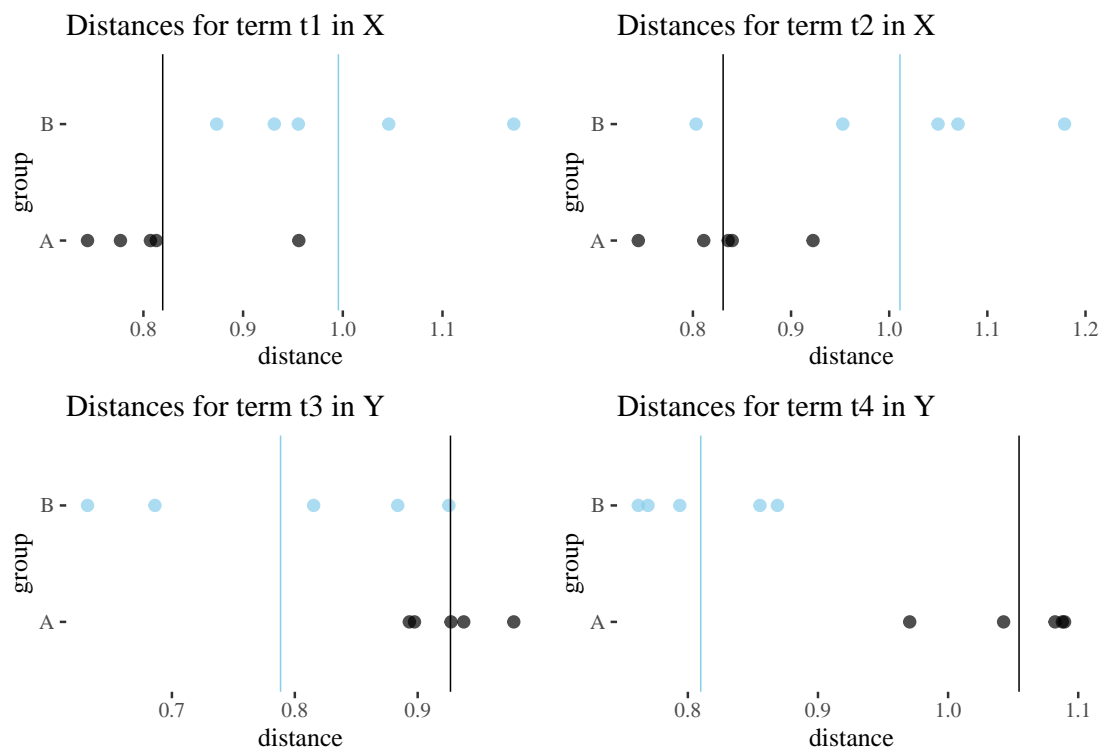 Distances for term t1 in X
B
A
group
0.8 0.9 1.0 1.1
distance
Distances for term t2 in X
B
A
group
0.8 0.9 1.0 1.1 1.2
distance
Distances for term t3 in Y
B
A
group
0.7 0.8 0.9
distance
Distances for term t4 in Y
B
A
group
0.8 0.9 1.0 1.1
distance